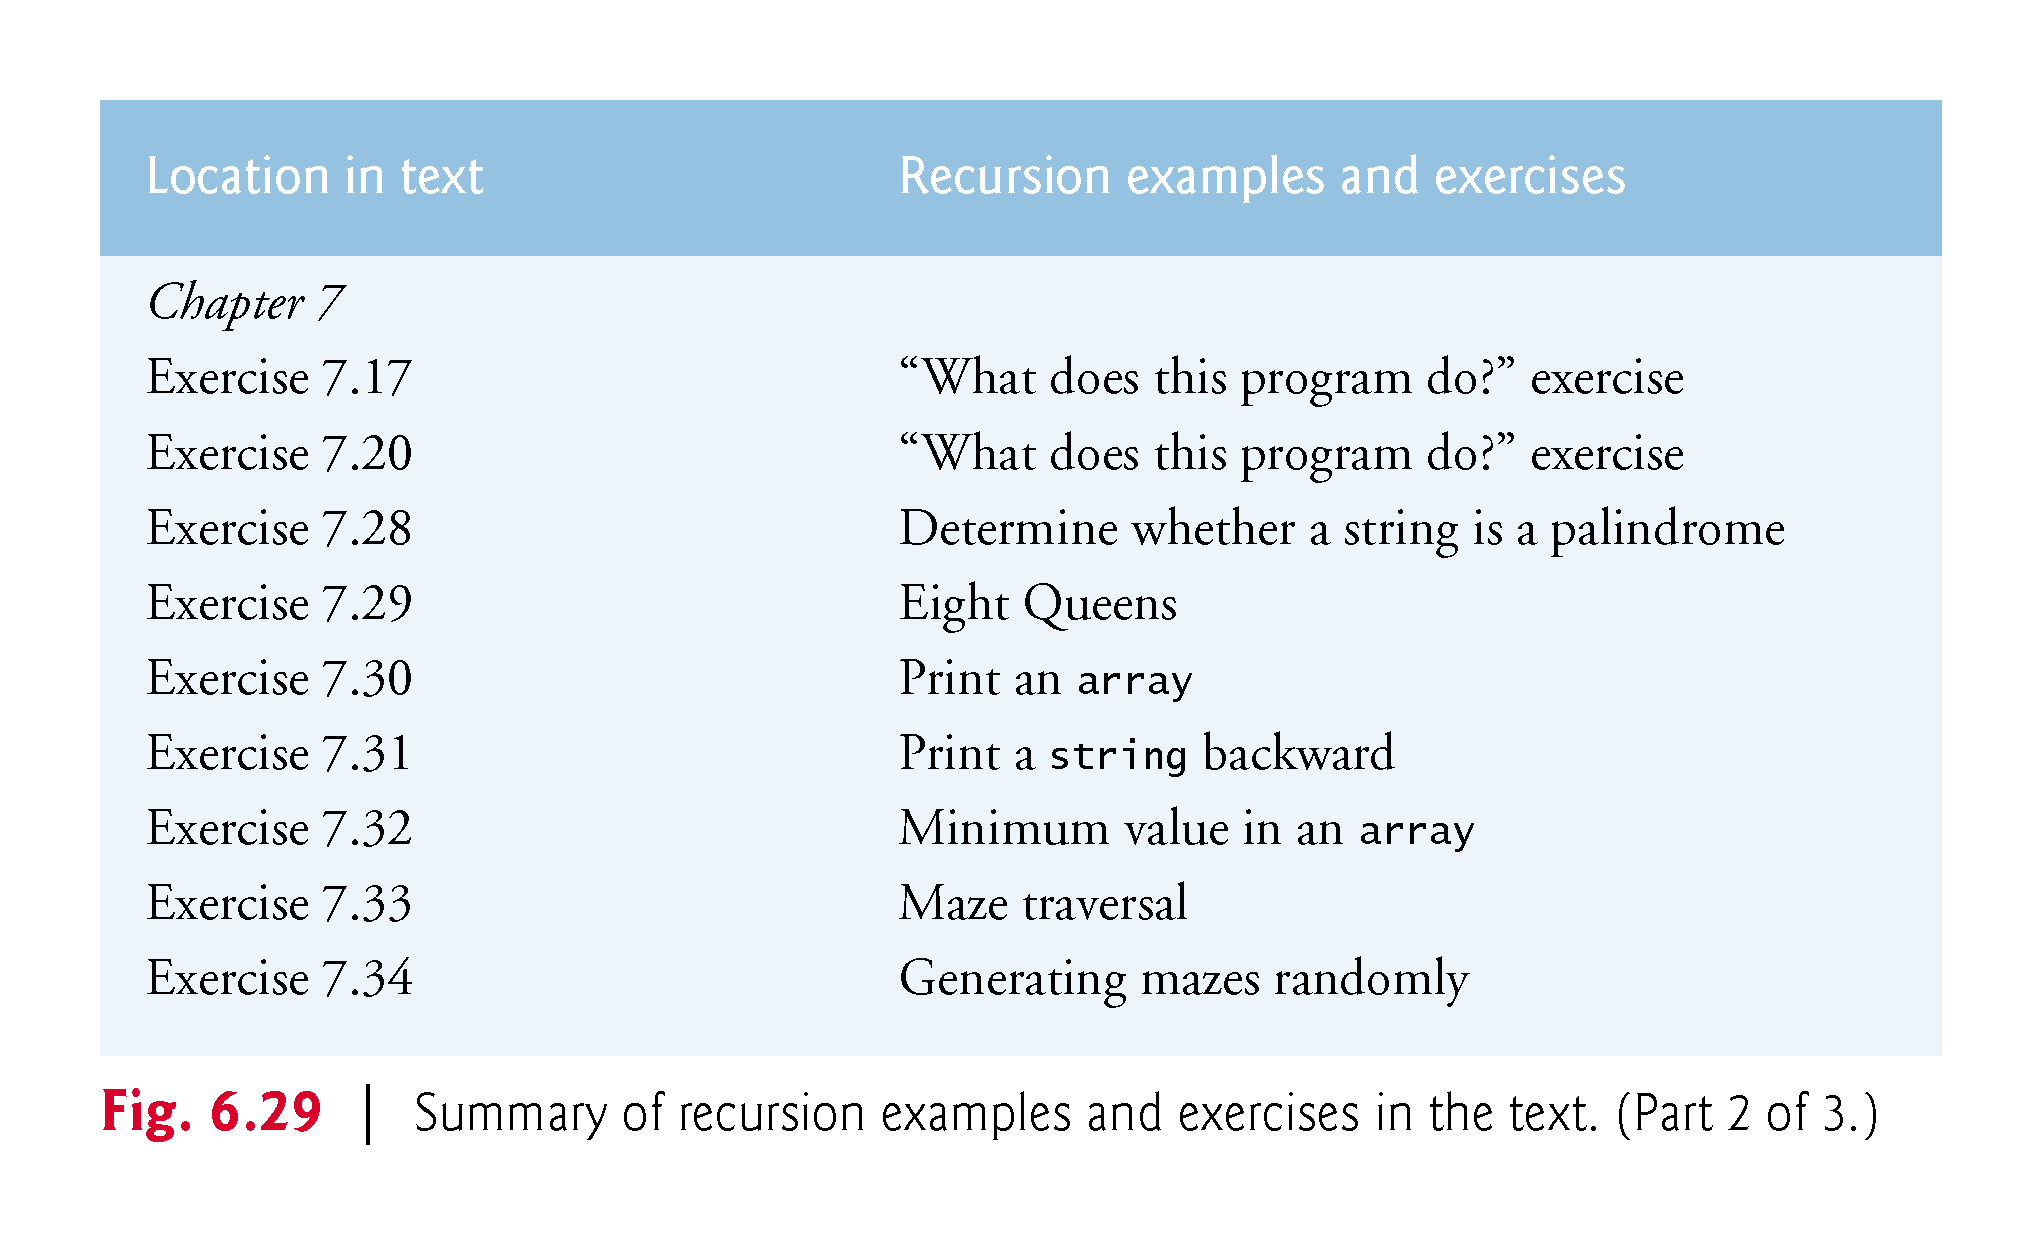 Location in text Recursion examples and exercises
Chapter 7
Exercise 7.17 “What does this program do?” exercise
Exercise 7.20 “What does this program do?” exercise
Exercise 7.28 Determine whether a string is a palindrome
Exercise 7.29 Eight Queens
Exercise 7.30 Print an array
Exercise 7.31 Print a string backward
Exercise 7.32 Minimum value in an array
Exercise 7.33 Maze traversal
Exercise 7.34 Generating mazes randomly
Fig. 6.29 | Summary of recursion examples and exercises in the text. (Part 2 of 3.)